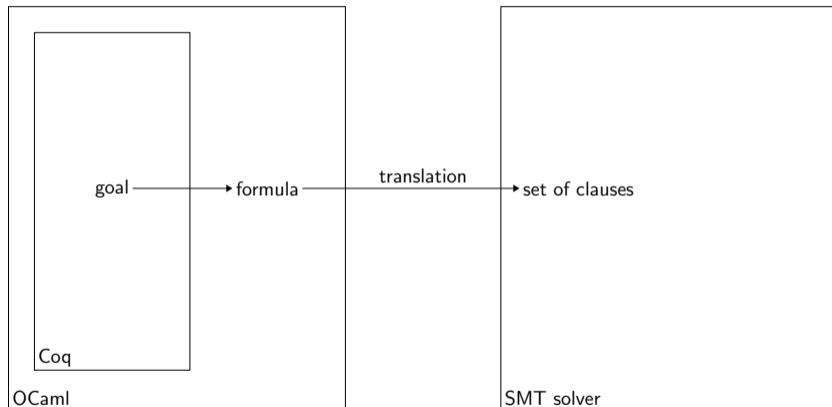 translation
goal
formula
set of clauses
Coq
OCaml
SMT solver